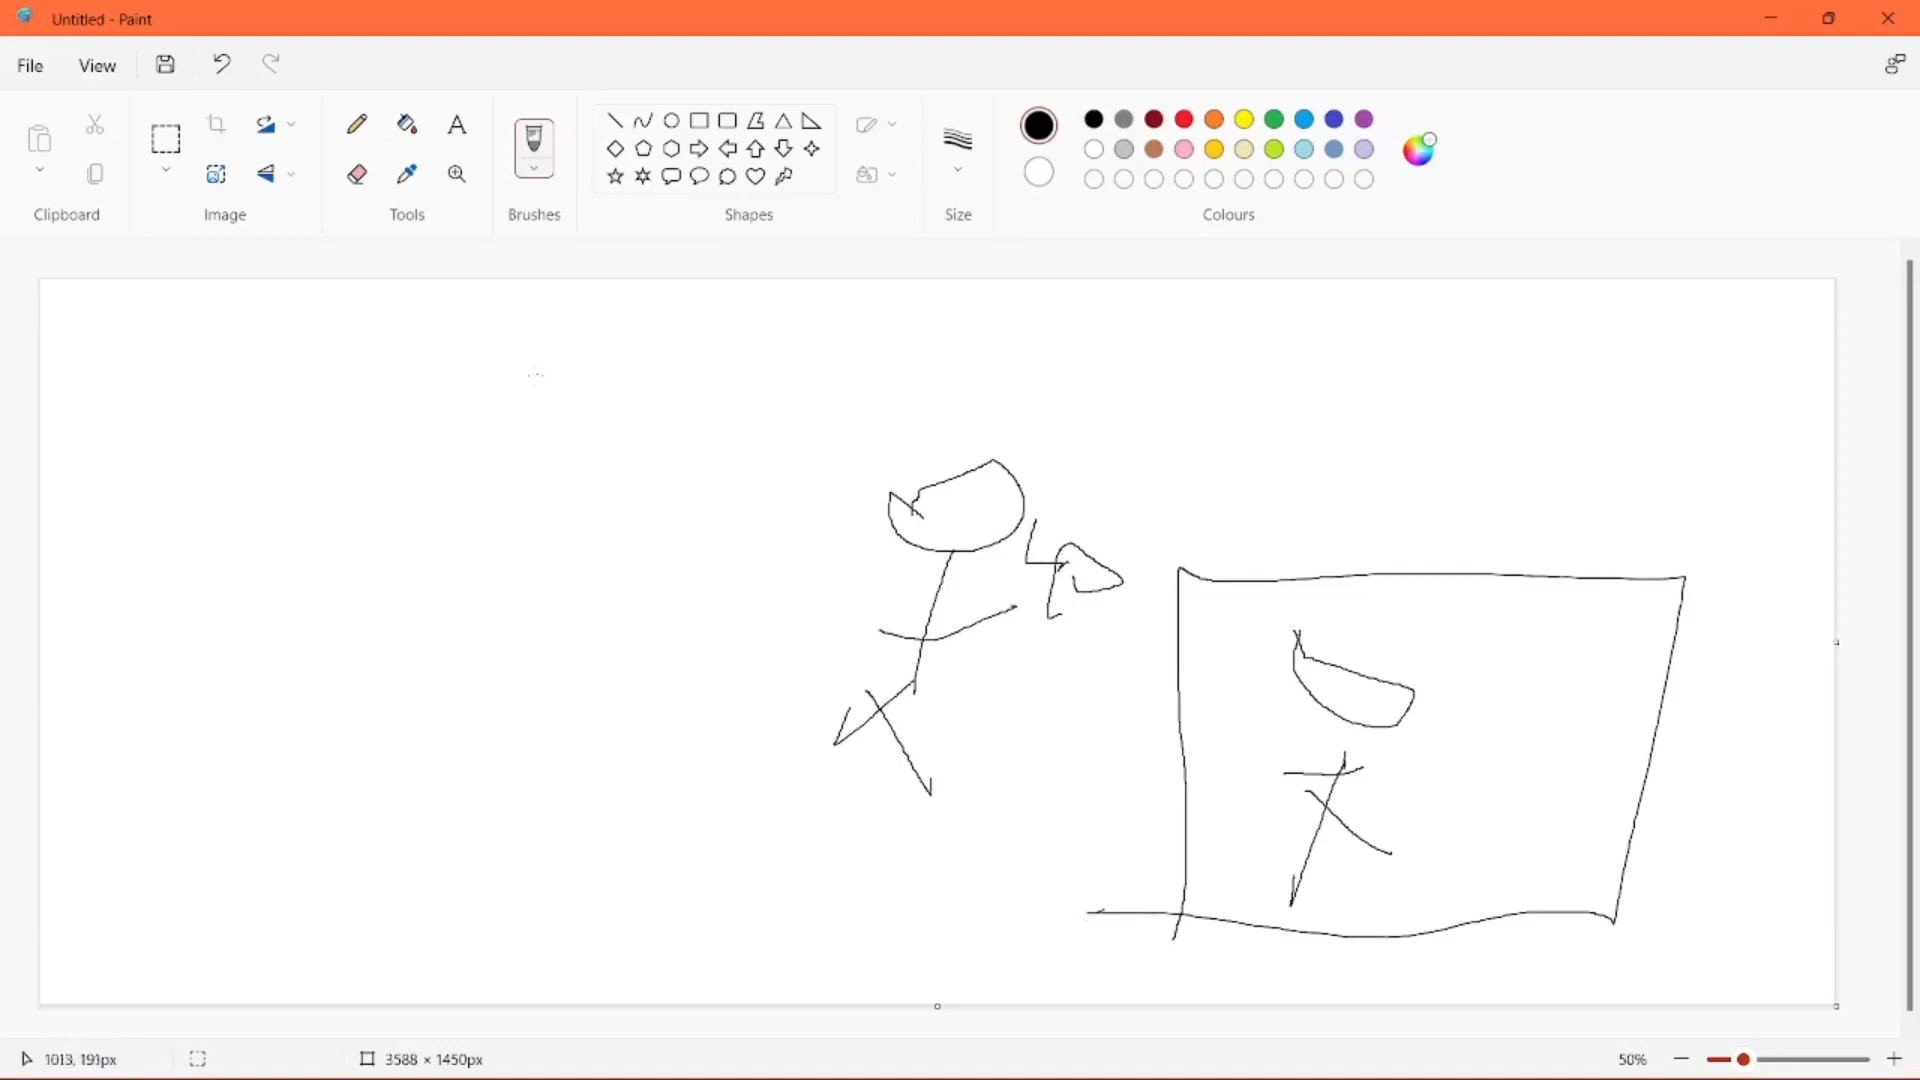 Untitled - Paint
File View
Clipboard Image Tools Brushes Shapes Size Colours
1013, 191px 3588 × 1450px 50%